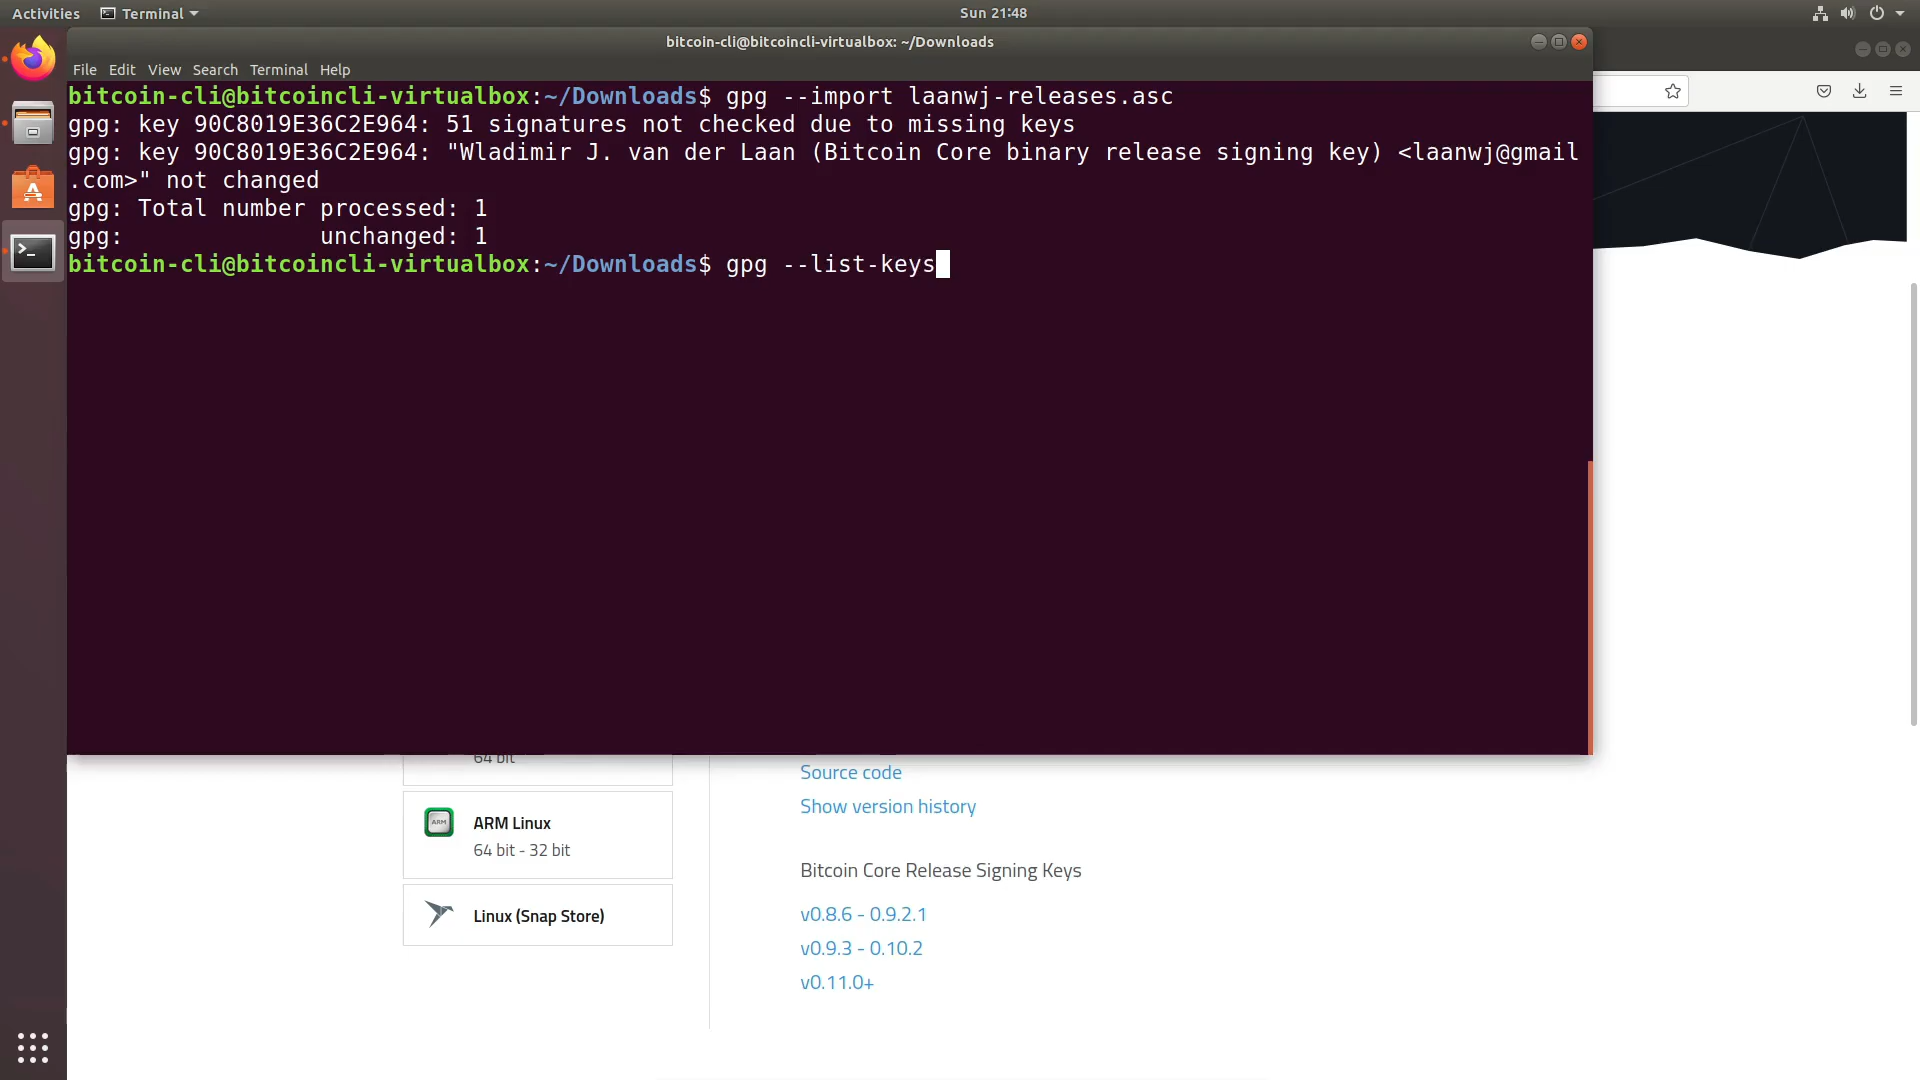 Activities
Terminal
Sun 21:48
bitcoin-cli@bitcoincli-virtualbox: ~/Downloads
File Edit View Search Terminal Help
bitcoin-cli@bitcoincli-virtualbox:~/Downloads$ gpg --import laanwj-releases.asc
gpg: key 90C8019E36C2E964: 51 signatures not checked due to missing keys
gpg: key 90C8019E36C2E964: "Wladimir J. van der Laan (Bitcoin Core binary release signing key) <laanwj@gmail
.com>" not changed
gpg: Total number processed: 1
gpg:              unchanged: 1
bitcoin-cli@bitcoincli-virtualbox:~/Downloads$ gpg --list-keys
64 bit
ARM
ARM Linux
64 bit - 32 bit
Linux (Snap Store)
Source code
Show version history
Bitcoin Core Release Signing Keys
v0.8.6 - 0.9.2.1
v0.9.3 - 0.10.2
v0.11.0+